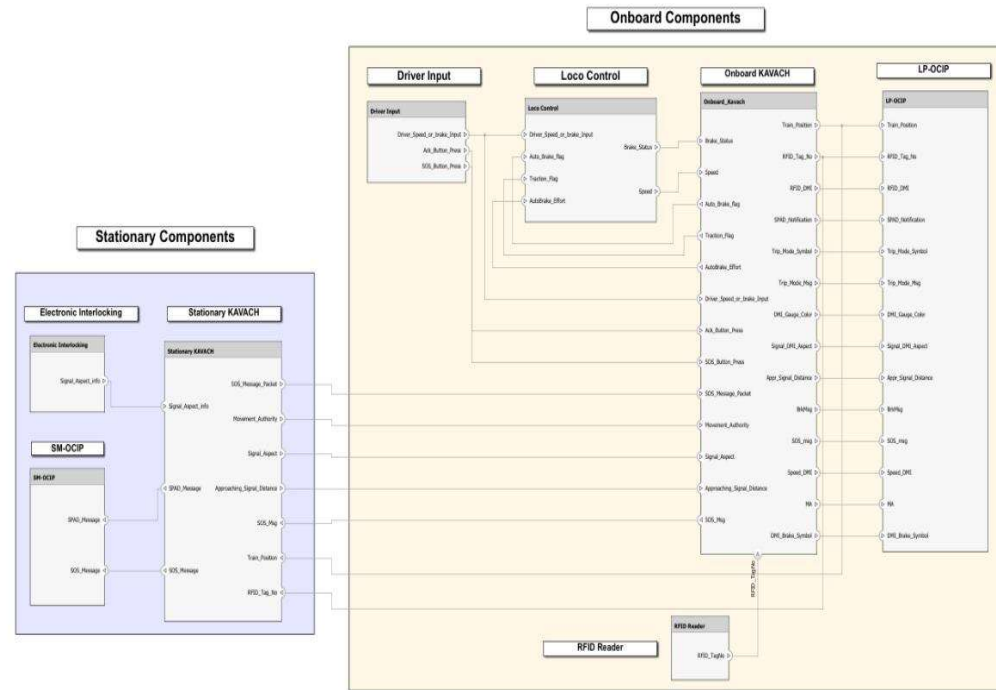 Onboard Components
Driver Input
Loco Control
Onboard KAVACH
LP-OCIP
Driver Input
Driver_Speed_or_brake_Input
Ack_Button_Press
SOS_Button_Press
Loco Control
Driver_Speed_or_brake_Input
Auto_Brake_flag
Traction_Flag
AutoBrake_Effort
Brake_Status
Speed
Onboard_Kavach
Brake_Status
Speed
Auto_Brake_flag
Traction_Flag
AutoBrake_Effort
Driver_Speed_or_brake_Input
Ack_Button_Press
SOS_Button_Press
SOS_Message_Packet
Movement_Authority
Signal_Aspect
Approaching_Signal_Distance
SOS_Msg
Train_Position
RFID_Tag_No
RFID_DMI
SPAD_Notification
Trip_Mode_Symbol
Trip_Mode_Msg
DMI_Gauge_Color
Signal_DMI_Aspect
Appr_Signal_Distance
BrkMsg
SOS_msg
Speed_DMI
MA
DMI_Brake_Symbol
RFID_TagNo
LP-OCIP
Train_Position
RFID_Tag_No
RFID_DMI
SPAD_Notification
Trip_Mode_Symbol
Trip_Mode_Msg
DMI_Gauge_Color
Signal_DMI_Aspect
Appr_Signal_Distance
BrkMsg
SOS_msg
Speed_DMI
MA
DMI_Brake_Symbol
RFID Reader
RFID Reader
RFID_TagNo
Stationary Components
Electronic Interlocking
Stationary KAVACH
Electronic Interlocking
Signal_Aspect_info
SM-OCIP
SM-OCIP
SPAD_Message
SOS_Message
Stationary KAVACH
Signal_Aspect_info
SPAD_Message
SOS_Message
SOS_Message_Packet
Movement_Authority
Signal_Aspect
Approaching_Signal_Distance
SOS_Msg
Train_Position
RFID_Tag_No